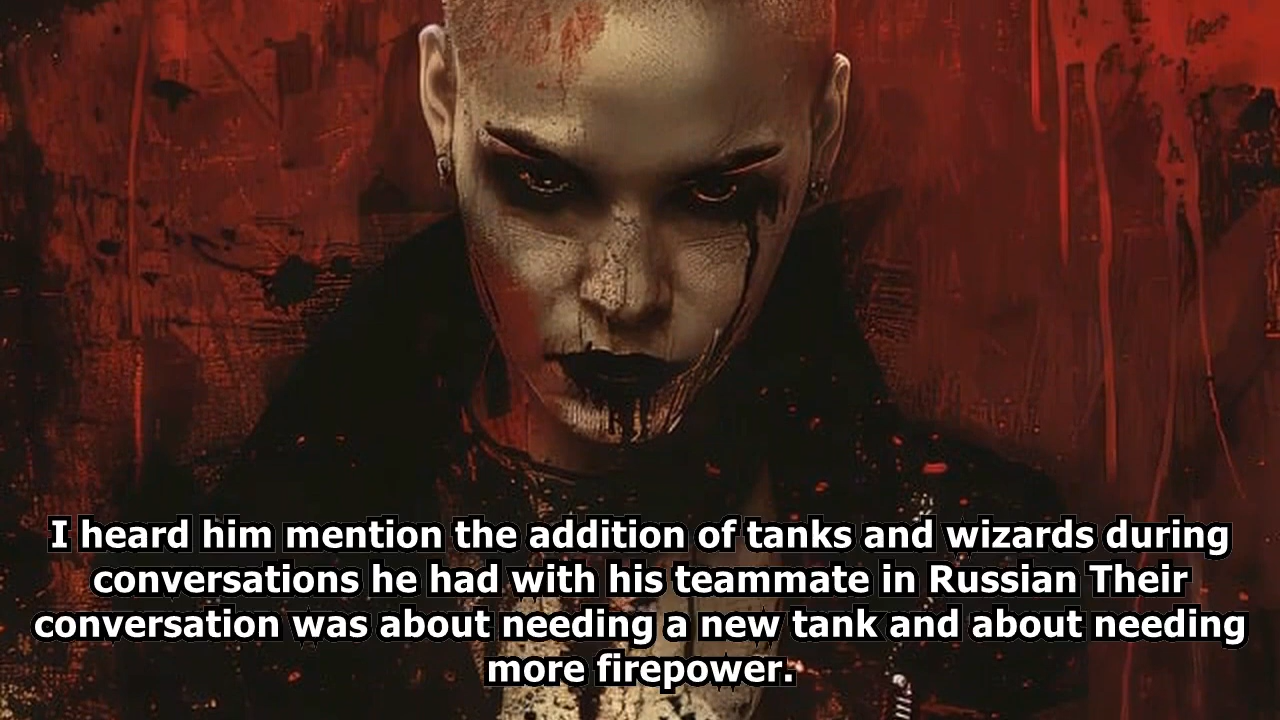 I heard him mention the addition of tanks and wizards during
conversations he had with his teammate in Russian Their
conversation was about needing a new tank and about needing
more firepower.